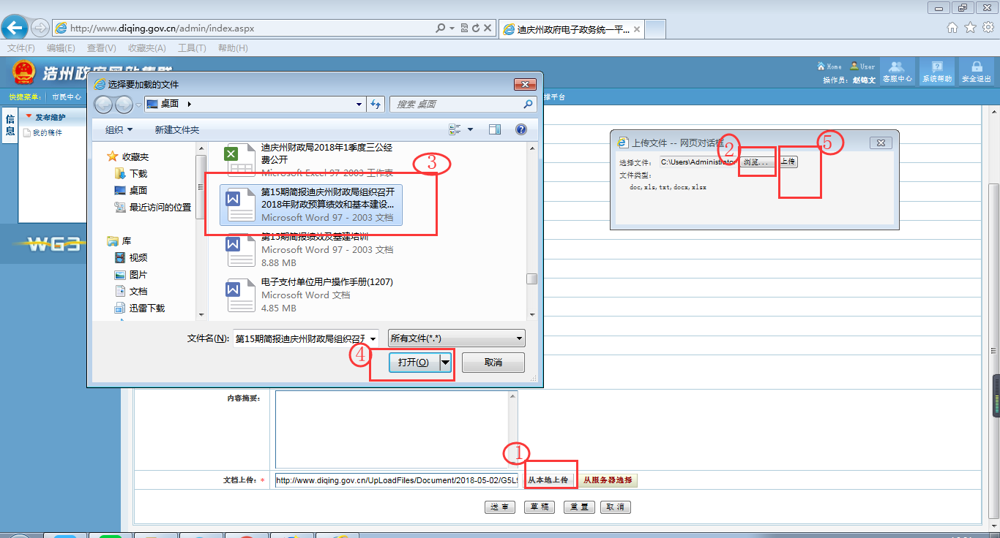 http://www.diqing.gov.cn/admin/index.aspx
迪庆州政府电子政务统一平...
文件(F) 编辑(E) 查看(V) 收藏夹(A) 工具(T) 帮助(H)
Home User
操作员: 赵锦文 客服中心 系统帮助 安全退出
快捷菜单: 市民中心
信息
发布维护
我的稿件
WG3
选择要加载的文件
桌面
搜索 桌面
组织 新建文件夹
收藏夹
下载
桌面
最近访问的位置
库
视频
图片
文档
迅雷下载
迪庆州财政局2018年1季度三公经
费公开
Microsoft Excel 97-2003 工作表
③
第15期简报迪庆州财政局组织召开
2018年财政预算绩效和基本建设...
Microsoft Word 97 - 2003 文档
第15期简报绩效及基建培训
Microsoft Word 97 - 2003 文档
8.88 MB
电子支付单位用户操作手册(1207)
Microsoft Word 文档
4.85 MB
文件名(N): 第15期简报迪庆州财政局组织召开 所有文件(*.*)
④
打开(O) 取消
上传文件 -- 网页对话框
② ⑤
选择文件: C:\Users\Administrator 浏览... 上传
文件类型:
doc,xls,txt,docx,xlsx
内容摘要:
①
文档上传: * http://www.diqing.gov.cn/UpLoadFiles/Document/2018-05-02/G5L9 从本地上传 从服务器选择
送 审 草 稿 重 置 取 消